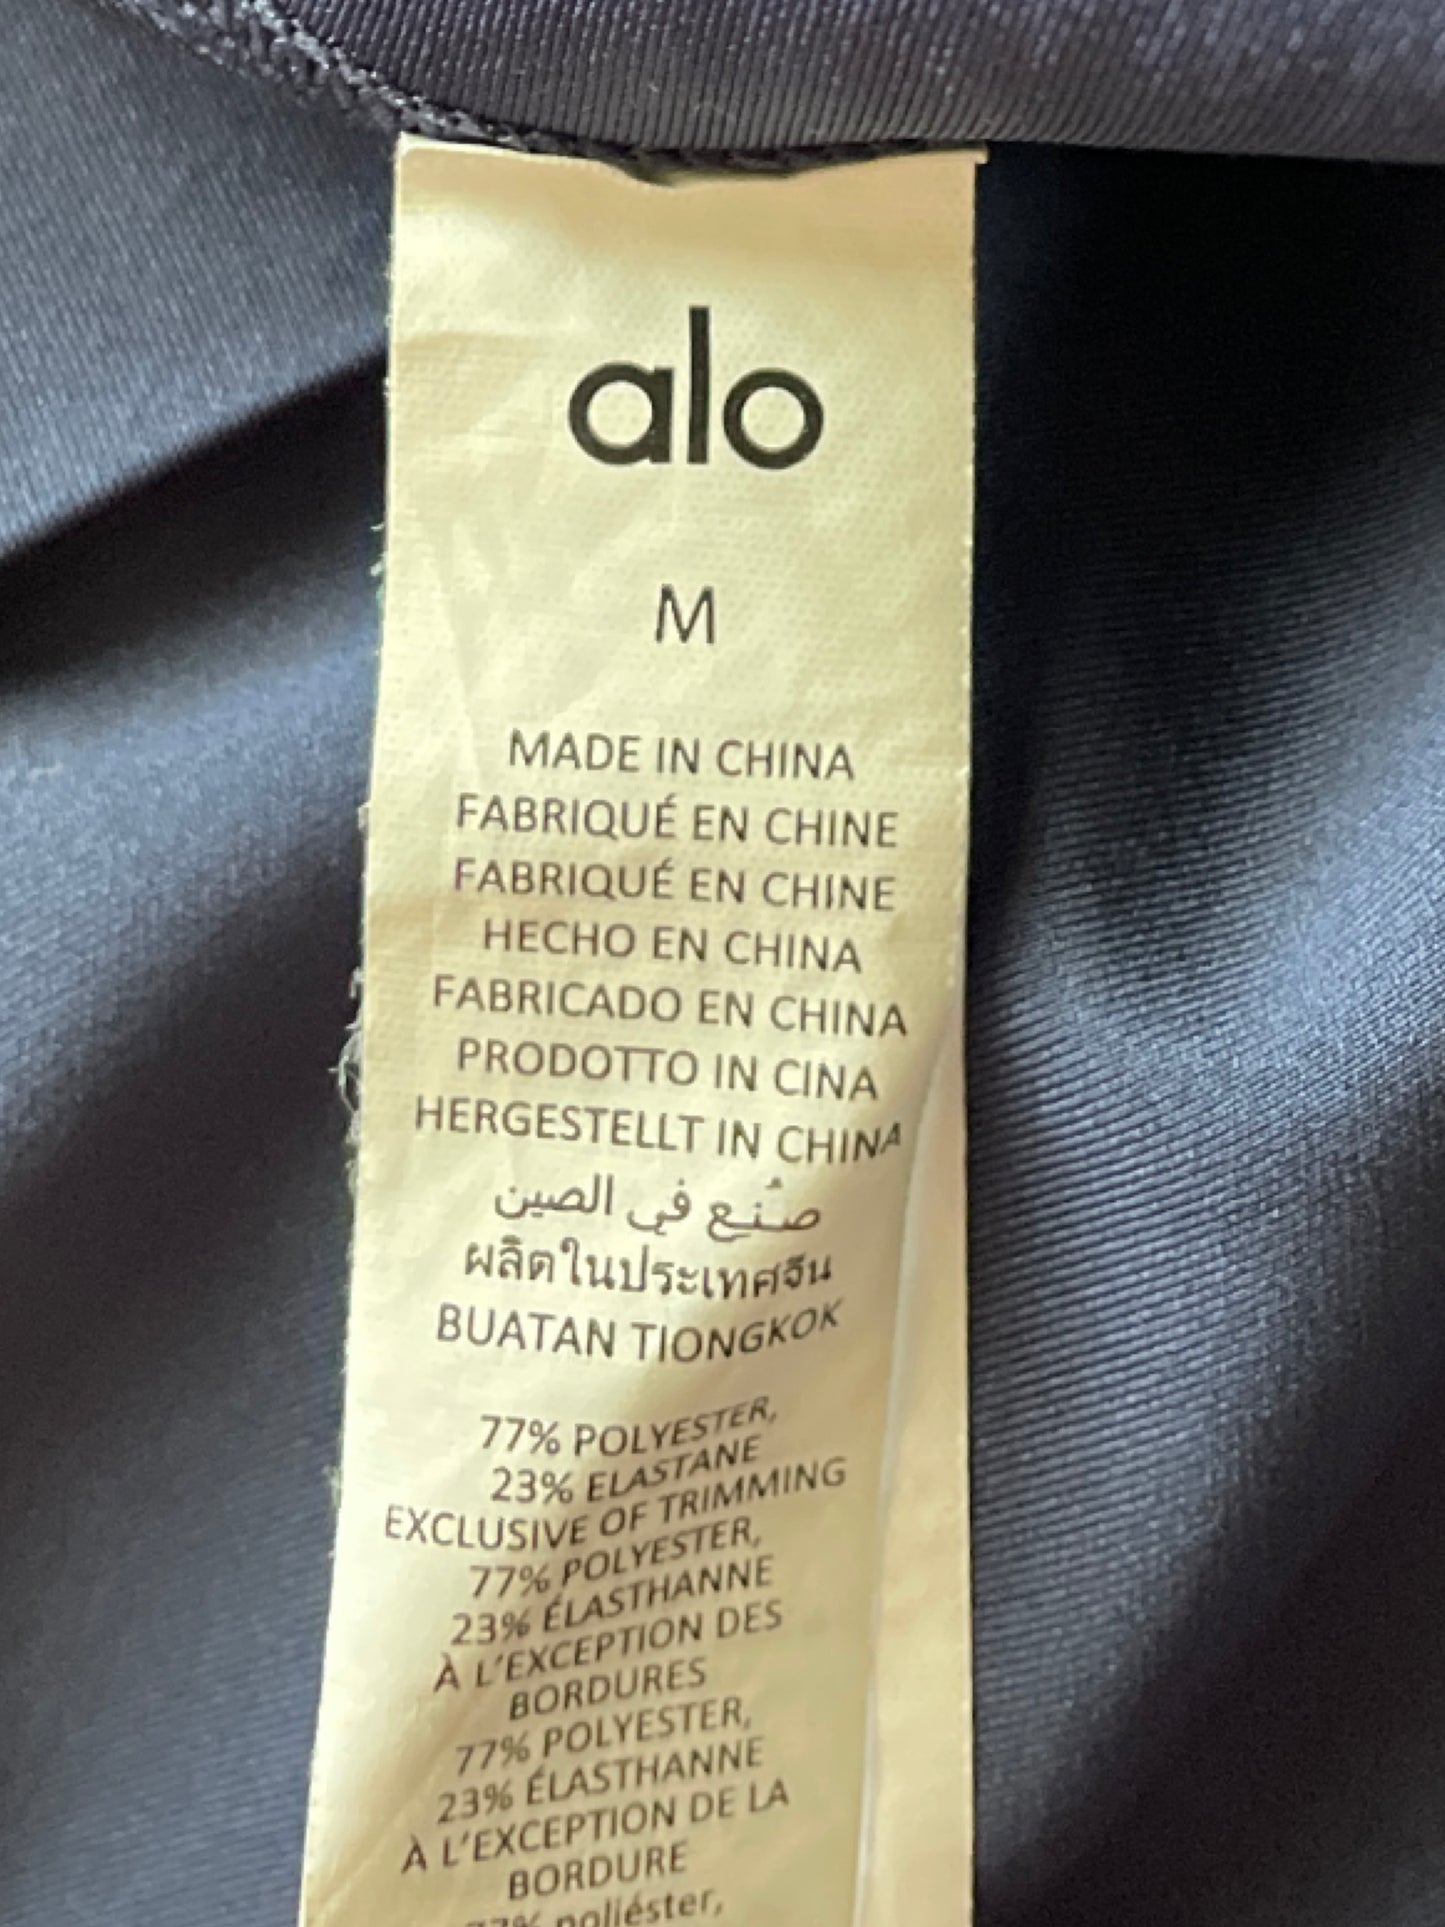 alo
M
MADE IN CHINA
FABRIQUÉ EN CHINE
FABRIQUÉ EN CHINE
HECHO EN CHINA
FABRICADO EN CHINA
PRODOTTO IN CINA
HERGESTELLT IN CHINA
صُنع في الصين
ผลิตในประเทศจีน
BUATAN TIONGKOK
77% POLYESTER,
23% ELASTANE
EXCLUSIVE OF TRIMMING
77% POLYESTER,
23% ÉLASTHANNE
À L'EXCEPTION DES
BORDURES
77% POLYESTER,
23% ÉLASTHANNE
À L'EXCEPTION DE LA
BORDURE
77% poliéster,